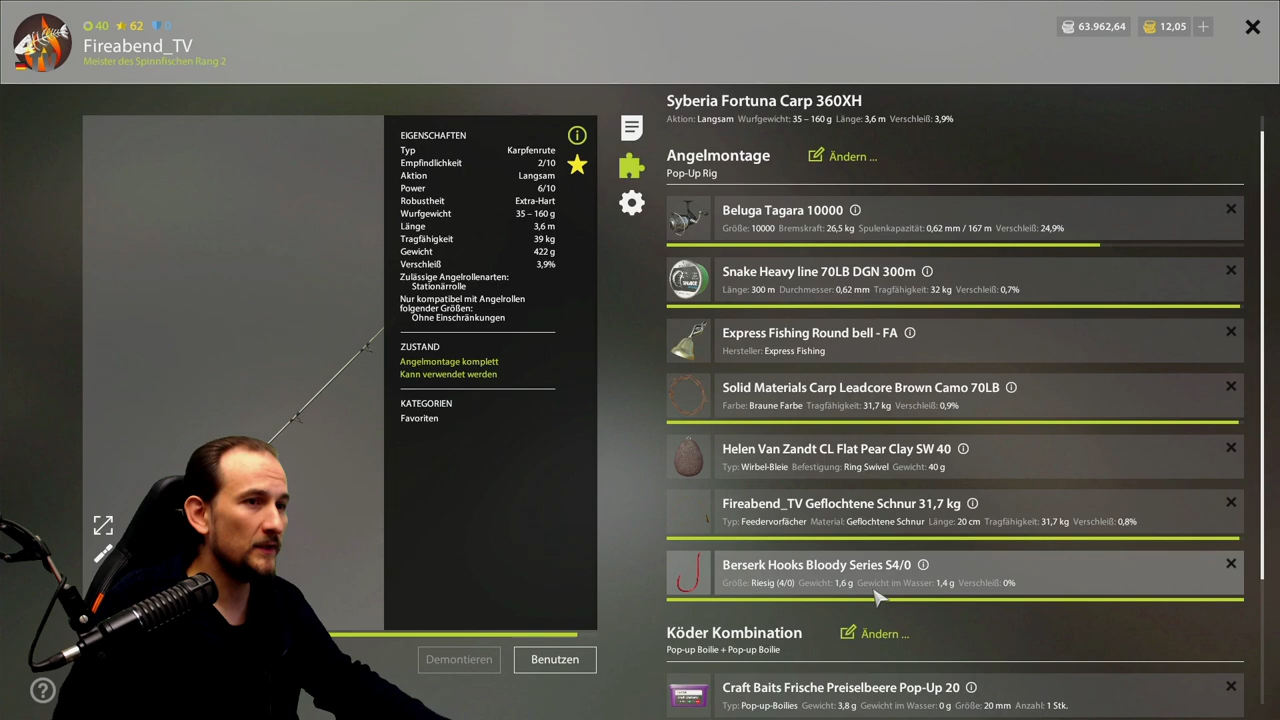 40 62 0
Fireabend_TV
Meister des Spinnfischen Rang 2
63.962,64 12,05
EIGENSCHAFTEN
Typ Karpfenrute
Empfindlichkeit 2/10
Aktion Langsam
Power 6/10
Robustheit Extra-Hart
Wurfgewicht 35 – 160 g
Länge 3,6 m
Tragfähigkeit 39 kg
Gewicht 422 g
Verschleiß 3,9%
Zulässige Angelrollenarten:
Stationärrolle
Nur kompatibel mit Angelrollen
folgender Größen:
Ohne Einschränkungen
ZUSTAND
Angelmontage komplett
Kann verwendet werden
KATEGORIEN
Favoriten
Demontieren Benutzen
Syberia Fortuna Carp 360XH
Aktion: Langsam Wurfgewicht: 35 – 160 g Länge: 3,6 m Verschleiß: 3,9%
Angelmontage Ändern ...
Pop-Up Rig
Beluga Tagara 10000
Größe: 10000 Bremskraft: 26,5 kg Spulenkapazität: 0,62 mm / 167 m Verschleiß: 24,9%
Snake Heavy line 70LB DGN 300m
Länge: 300 m Durchmesser: 0,62 mm Tragfähigkeit: 32 kg Verschleiß: 0,7%
Express Fishing Round bell - FA
Hersteller: Express Fishing
Solid Materials Carp Leadcore Brown Camo 70LB
Farbe: Braune Farbe Tragfähigkeit: 31,7 kg Verschleiß: 0,9%
Helen Van Zandt CL Flat Pear Clay SW 40
Typ: Wirbel-Bleie Befestigung: Ring Swivel Gewicht: 40 g
Fireabend_TV Geflochtene Schnur 31,7 kg
Typ: Feedervorfächer Material: Geflochtene Schnur Länge: 20 cm Tragfähigkeit: 31,7 kg Verschleiß: 0,8%
Berserk Hooks Bloody Series S4/0
Größe: Riesig (4/0) Gewicht: 1,6 g Gewicht im Wasser: 1,4 g Verschleiß: 0%
Köder Kombination Ändern ...
Pop-up Boilie + Pop-up Boilie
Craft Baits Frische Preiselbeere Pop-Up 20
Typ: Pop-up-Boilies Gewicht: 3,8 g Gewicht im Wasser: 0 g Größe: 20 mm Anzahl: 1 Stk.